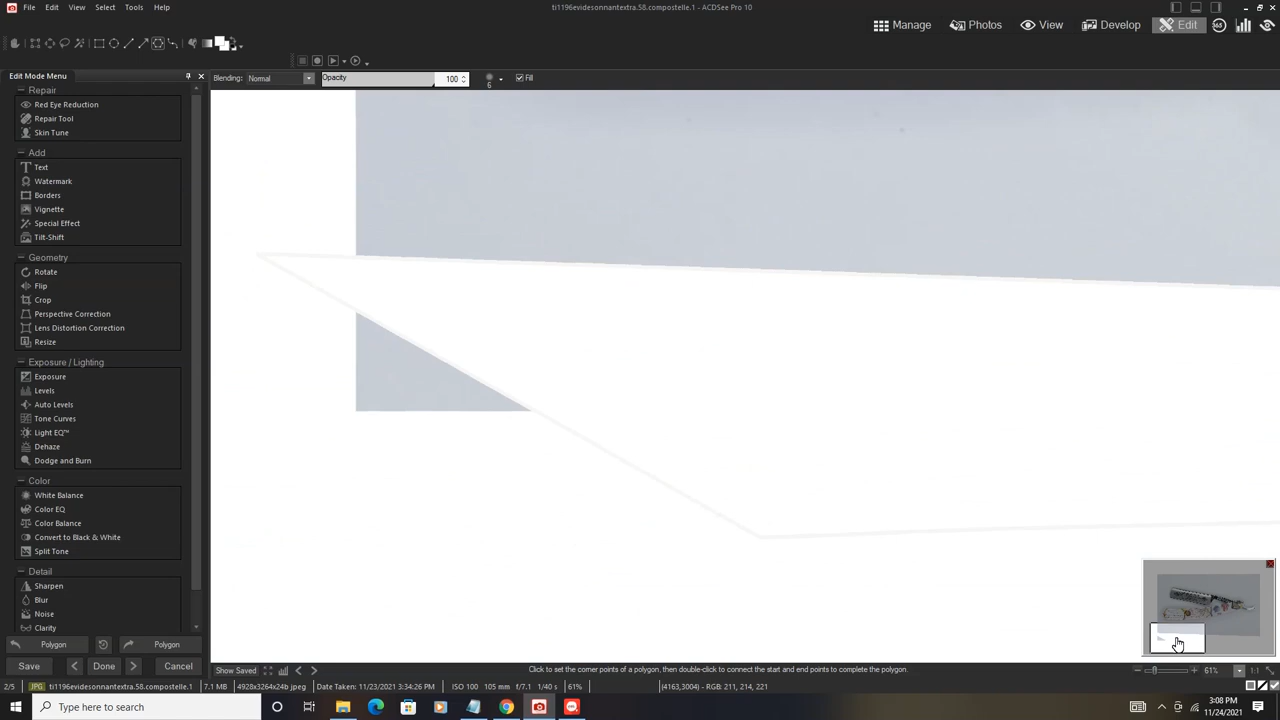 File Edit View Select Tools Help
ti1196evidesonnantextra.58.compostelle.1 - ACDSee Pro 10
Manage Photos View Develop Edit 365
Edit Mode Menu
Blending: Normal Opacity 100 6 Fill
Repair
Red Eye Reduction
Repair Tool
Skin Tune
Add
Text
Watermark
Borders
Vignette
Special Effect
Tilt-Shift
Geometry
Rotate
Flip
Crop
Perspective Correction
Lens Distortion Correction
Resize
Exposure / Lighting
Exposure
Levels
Auto Levels
Tone Curves
Light EQ™
Dehaze
Dodge and Burn
Color
White Balance
Color EQ
Color Balance
Convert to Black & White
Split Tone
Detail
Sharpen
Blur
Noise
Clarity
Polygon Polygon
Save Done Cancel
Show Saved Click to set the corner points of a polygon, then double-click to connect the start and end points to complete the polygon. 61% 1:1
2/5 JPG ti1196evidesonnantextra.58.compostelle.1 7.1 MB 4928x3264x24b jpeg Date Taken: 11/23/2021 3:34:26 PM ISO 100 105 mm f/7.1 1/40 s 61% (4163,3004) - RGB: 211, 214, 221
Type here to search
3:08 PM
11/24/2021